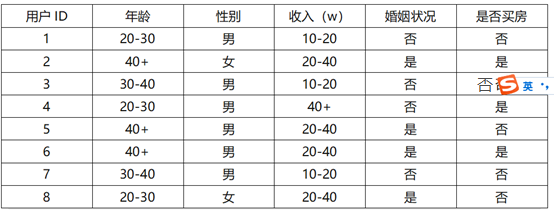 用户 ID 年龄 性别 收入（w） 婚姻状况 是否买房
1 20-30 男 10-20 否 否
2 40+ 女 20-40 是 是
3 30-40 男 10-20 否 否 英
4 20-30 男 40+ 否 是
5 40+ 男 20-40 是 否
6 40+ 男 20-40 是 是
7 30-40 男 10-20 否 否
8 20-30 女 20-40 是 否